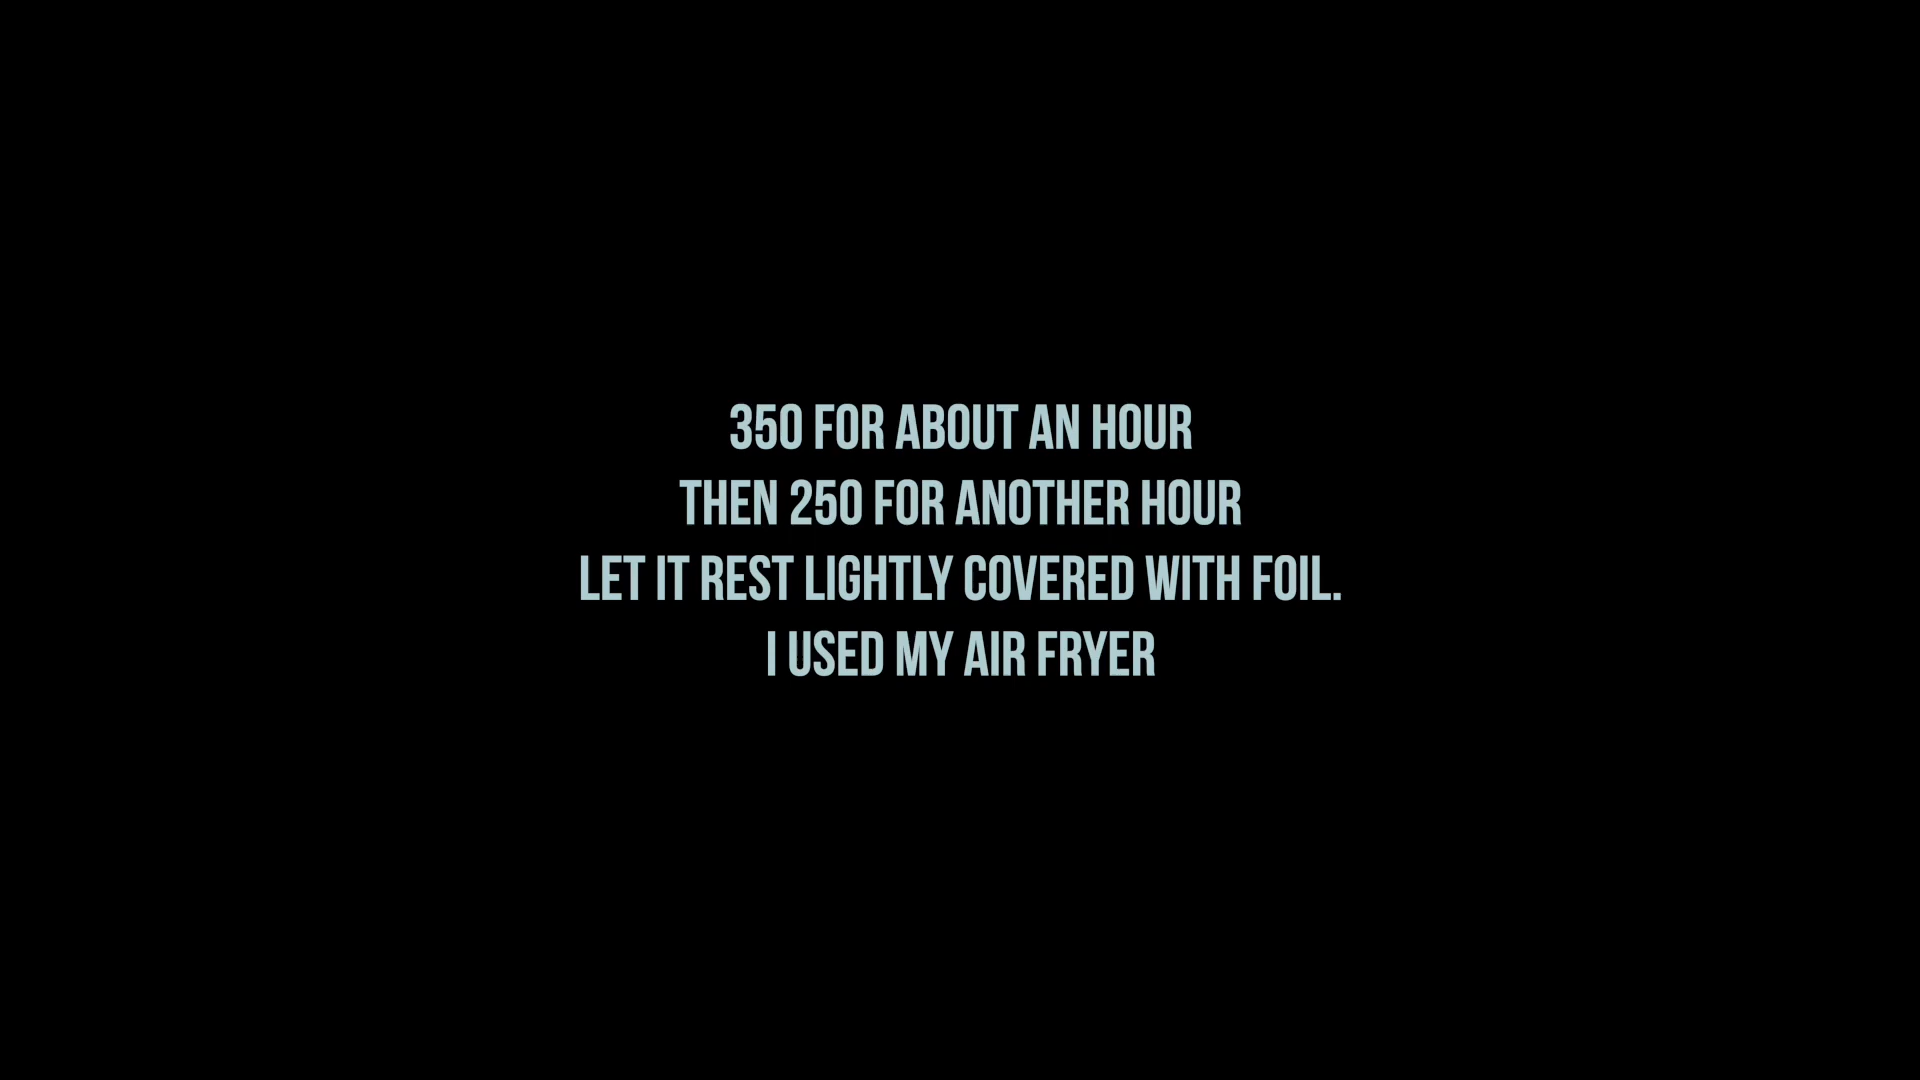 350 FOR ABOUT AN HOUR
THEN 250 FOR ANOTHER HOUR
LET IT REST LIGHTLY COVERED WITH FOIL.
I USED MY AIR FRYER